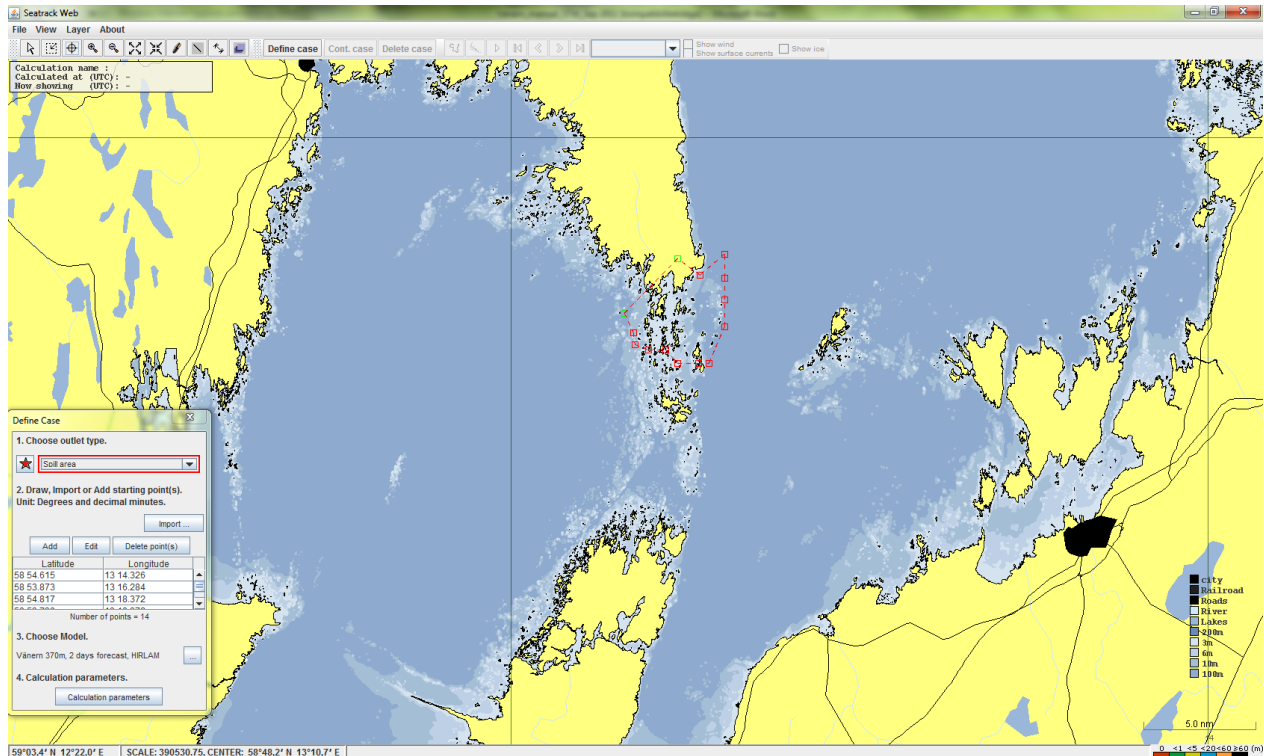 Seatrack Web
File View Layer About
Define case Cont. case Delete case
Show wind
Show surface currents
Show ice
Calculation name :
Calculated at (UTC): -
Now showing (UTC): -
Define Case
1. Choose outlet type.
Spill area
2. Draw, Import or Add starting point(s).
Unit: Degrees and decimal minutes.
Import ...
Add Edit Delete point(s)
Latitude Longitude
58 54.615 13 14.326
58 53.873 13 16.284
58 54.817 13 18.372
Number of points = 14
3. Choose Model.
Vänern 370m, 2 days forecast, HIRLAM ...
4. Calculation parameters.
Calculation parameters
city
Railroad
Roads
River
Lakes
200m
3m
6m
10m
100m
5.0 nm
14
59°03,4' N 12°22,0' E SCALE: 390530.75, CENTER: 58°48.2' N 13°10,7' E
0 <1 <5 <20<60≥60 (m)